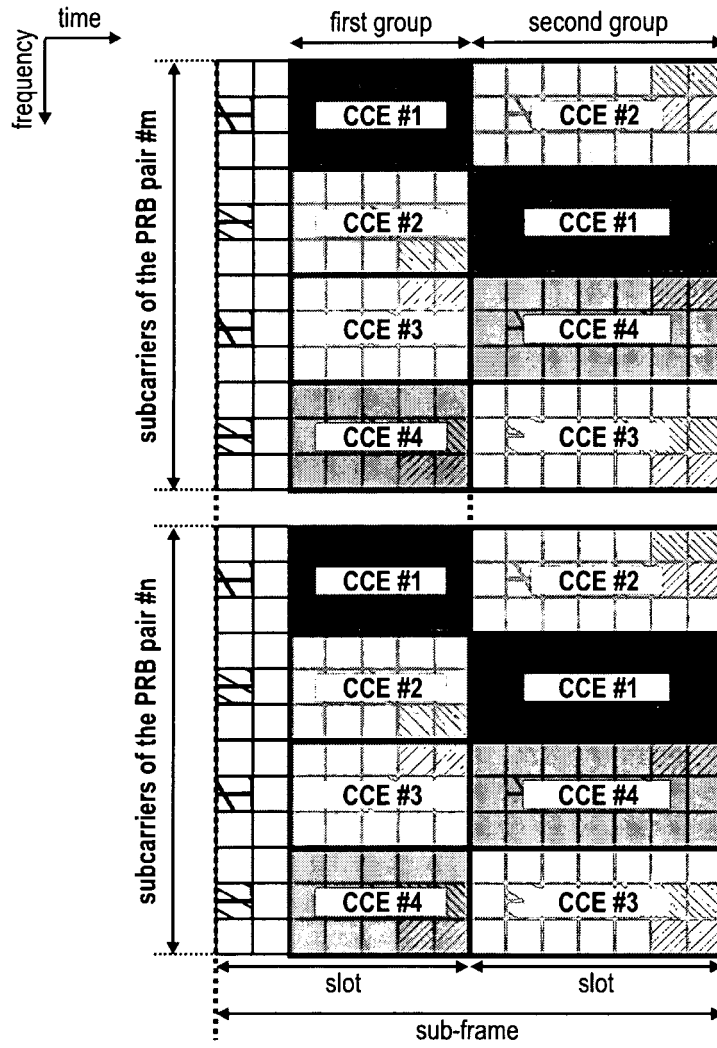 time
first group
second group
frequency
subcarriers of the PRB pair #m
CCE #1
CCE #2
CCE #2
CCE #1
CCE #3
CCE #4
CCE #4
CCE #3
subcarriers of the PRB pair #n
CCE #1
CCE #2
CCE #2
CCE #1
CCE #3
CCE #4
CCE #4
CCE #3
slot
slot
sub-frame